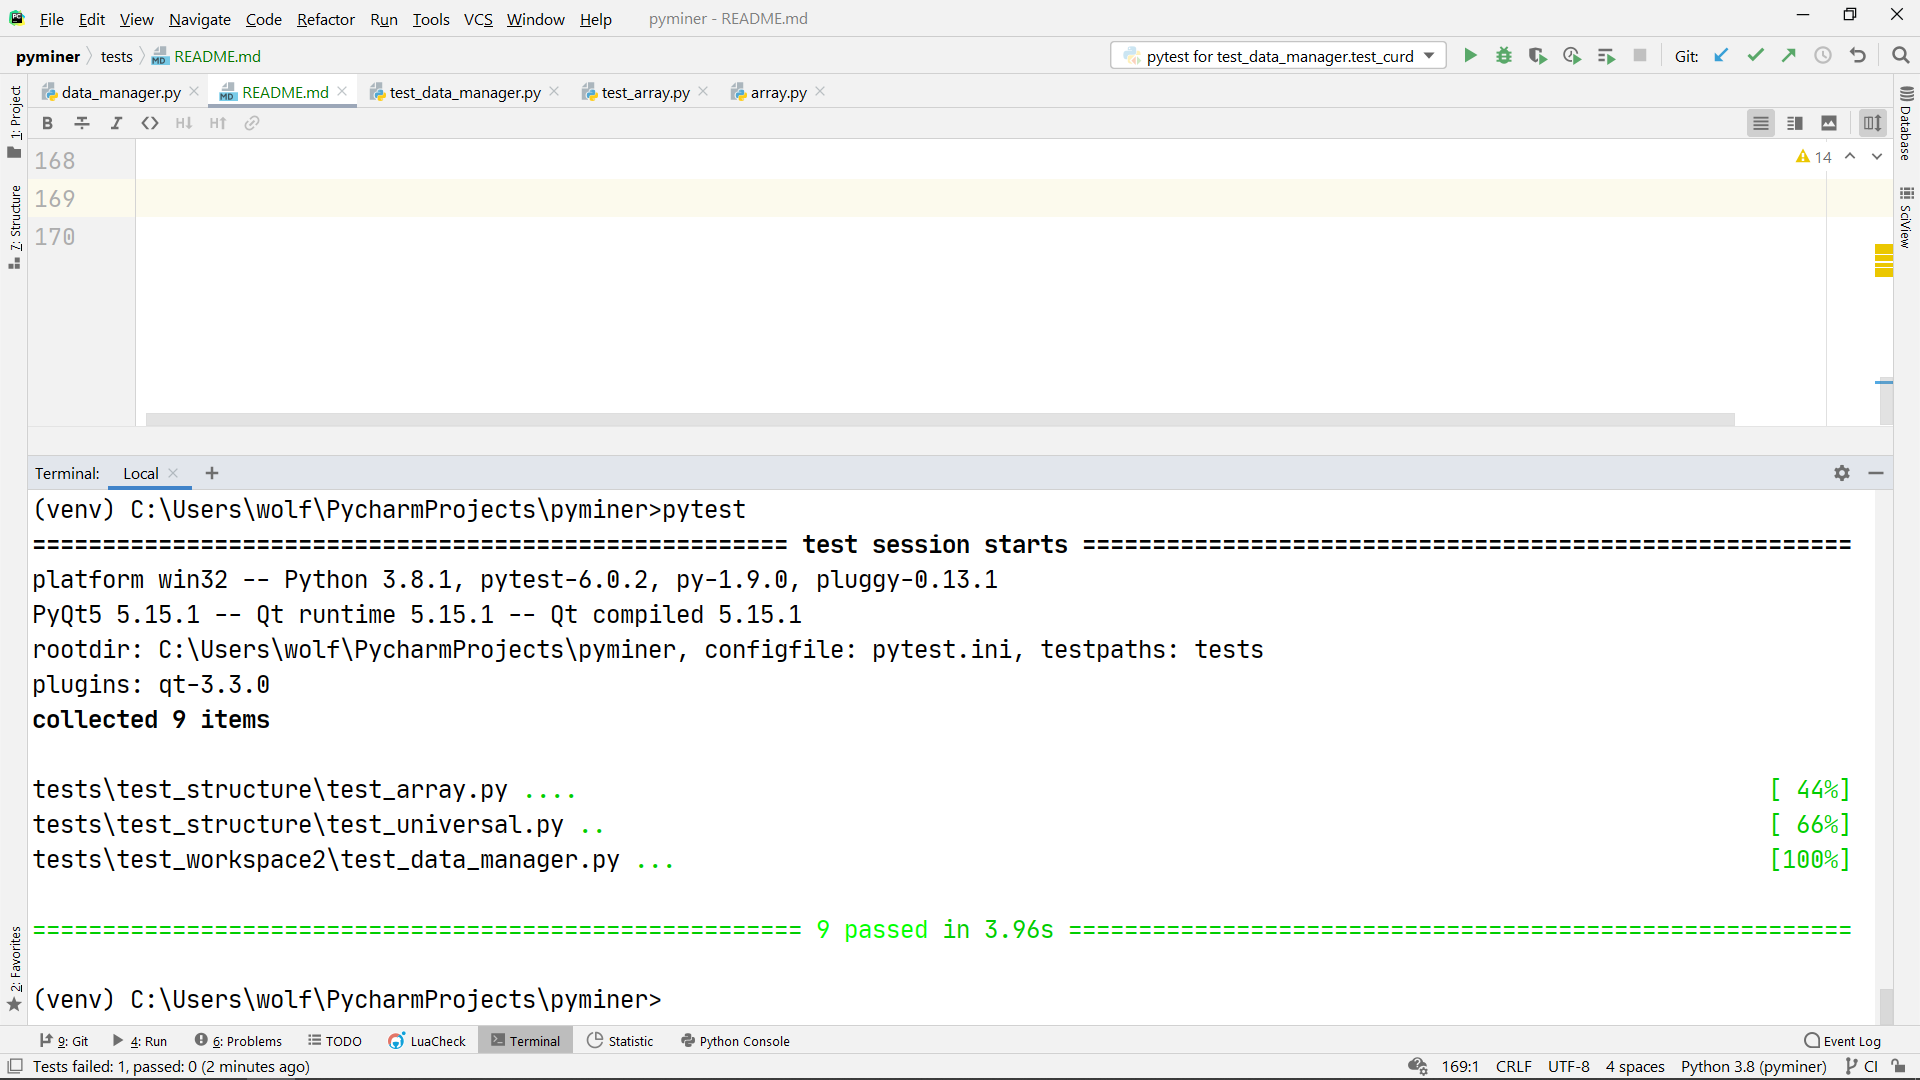 File Edit View Navigate Code Refactor Run Tools VCS Window Help pyminer - README.md
pyminer tests README.md pytest for test_data_manager.test_curd Git:
data_manager.py README.md test_data_manager.py test_array.py array.py
1: Project
7: Structure
2: Favorites
Database
SciView
B I <> H↓ H↑
168
14
169
170
Terminal: Local +
(venv) C:\Users\wolf\PycharmProjects\pyminer>pytest
====================================================== test session starts =======================================================
platform win32 -- Python 3.8.1, pytest-6.0.2, py-1.9.0, pluggy-0.13.1
PyQt5 5.15.1 -- Qt runtime 5.15.1 -- Qt compiled 5.15.1
rootdir: C:\Users\wolf\PycharmProjects\pyminer, configfile: pytest.ini, testpaths: tests
plugins: qt-3.3.0
collected 9 items
tests\test_structure\test_array.py .... [ 44%]
tests\test_structure\test_universal.py .. [ 66%]
tests\test_workspace2\test_data_manager.py ... [100%]
======================================================= 9 passed in 3.96s ========================================================
(venv) C:\Users\wolf\PycharmProjects\pyminer>
9: Git 4: Run 6: Problems TODO LuaCheck Terminal Statistic Python Console Event Log
Tests failed: 1, passed: 0 (2 minutes ago) 169:1 CRLF UTF-8 4 spaces Python 3.8 (pyminer) CI